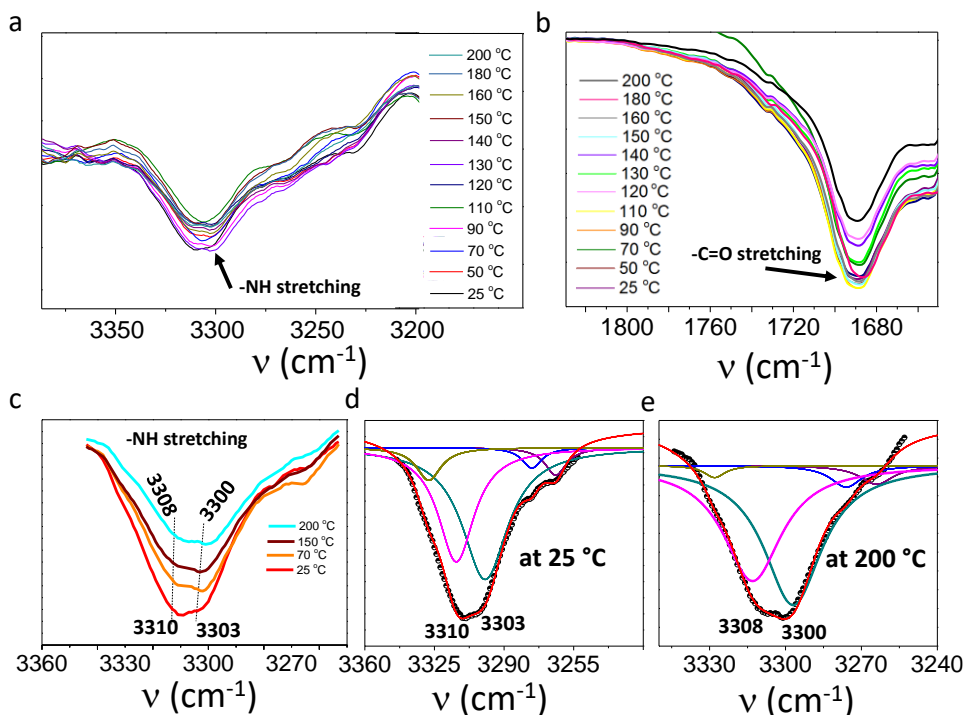 a
200 °C
180 °C
160 °C
150 °C
140 °C
130 °C
120 °C
110 °C
90 °C
70 °C
50 °C
25 °C
-NH stretching
3350 3300 3250 3200
ν (cm-1)
b
200 °C
180 °C
160 °C
150 °C
140 °C
130 °C
120 °C
110 °C
90 °C
70 °C
50 °C
25 °C
-C=O stretching
1800 1760 1720 1680
ν (cm-1)
c
-NH stretching
3308 3300
200 °C
150 °C
70 °C
25 °C
3310 3303
3360 3330 3300 3270
ν (cm-1)
d
at 25 °C
3310 3303
3360 3325 3290 3255
ν (cm-1)
e
at 200 °C
3308 3300
3330 3300 3270 3240
ν (cm-1)